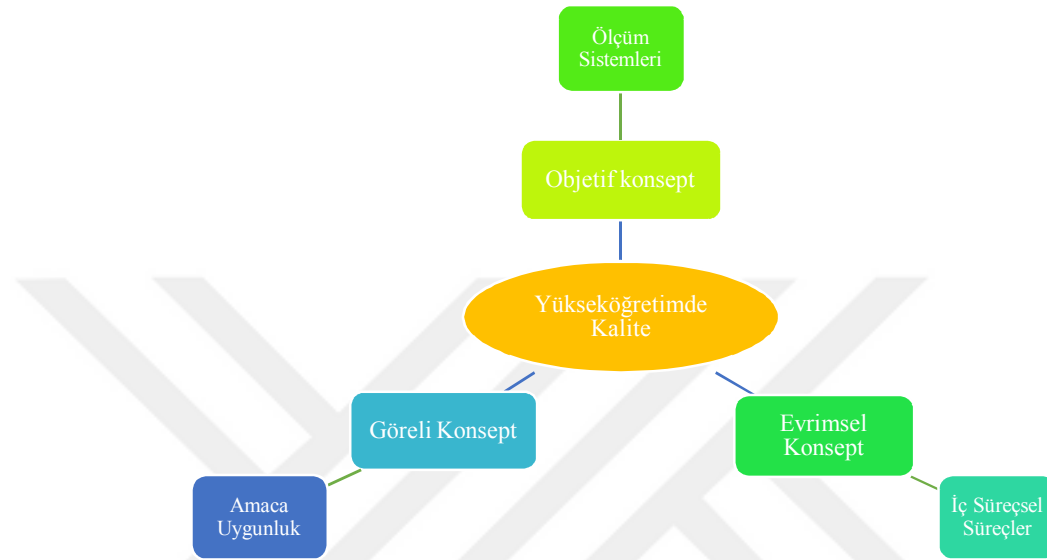 Ölçüm
Sistemleri
Objetif konsept
Yükseköğretimde
Kalite
Göreli Konsept
Evrimsel
Konsept
Amaca
Uygunluk
İç Süreçsel
Süreçler